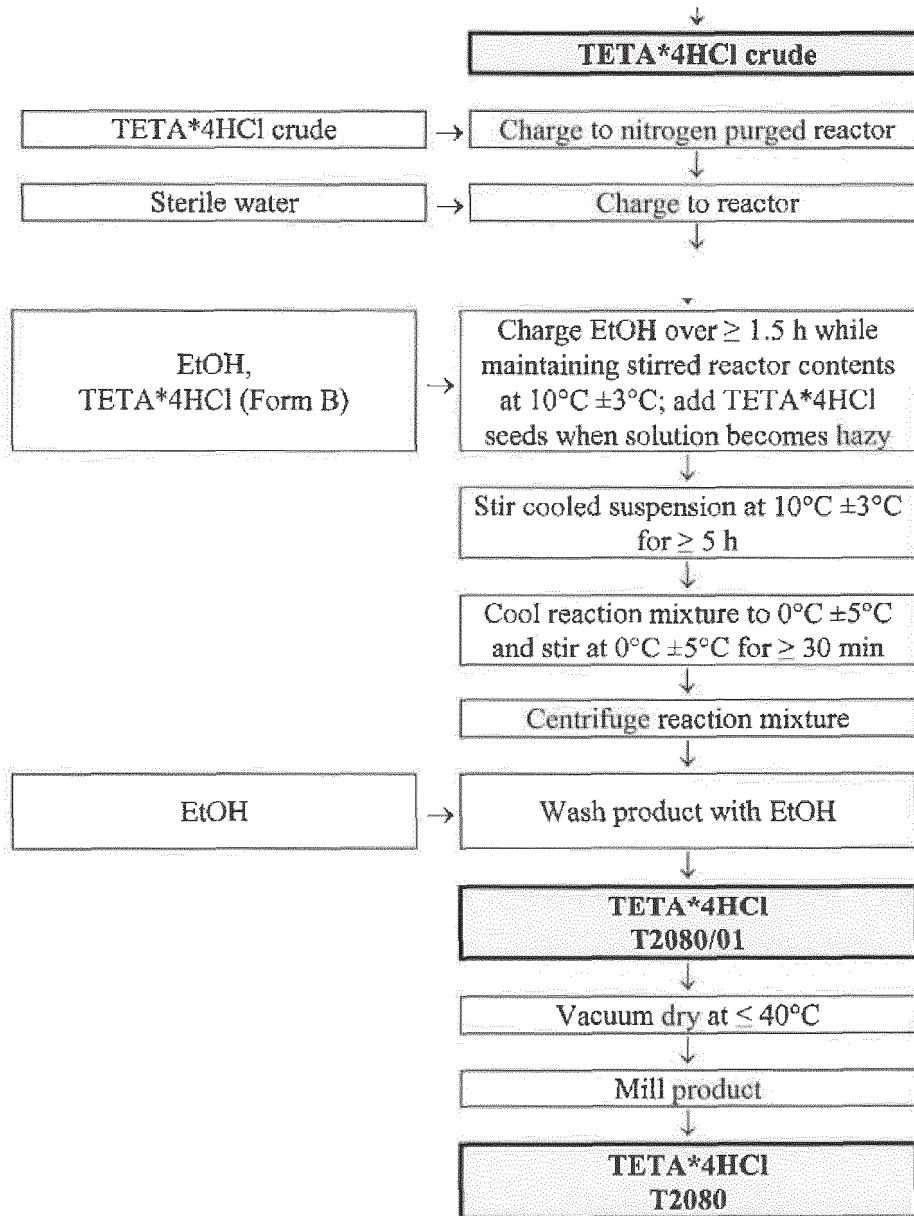 TETA*4HCl crude
TETA*4HCl crude → Charge to nitrogen purged reactor
Sterile water → Charge to reactor
EtOH,
TETA*4HCl (Form B)
→
Charge EtOH over ≥ 1.5 h while
maintaining stirred reactor contents
at 10°C ±3°C; add TETA*4HCl
seeds when solution becomes hazy
Stir cooled suspension at 10°C ±3°C
for ≥ 5 h
Cool reaction mixture to 0°C ±5°C
and stir at 0°C ±5°C for ≥ 30 min
Centrifuge reaction mixture
EtOH → Wash product with EtOH
TETA*4HCl
T2080/01
Vacuum dry at ≤ 40°C
Mill product
TETA*4HCl
T2080